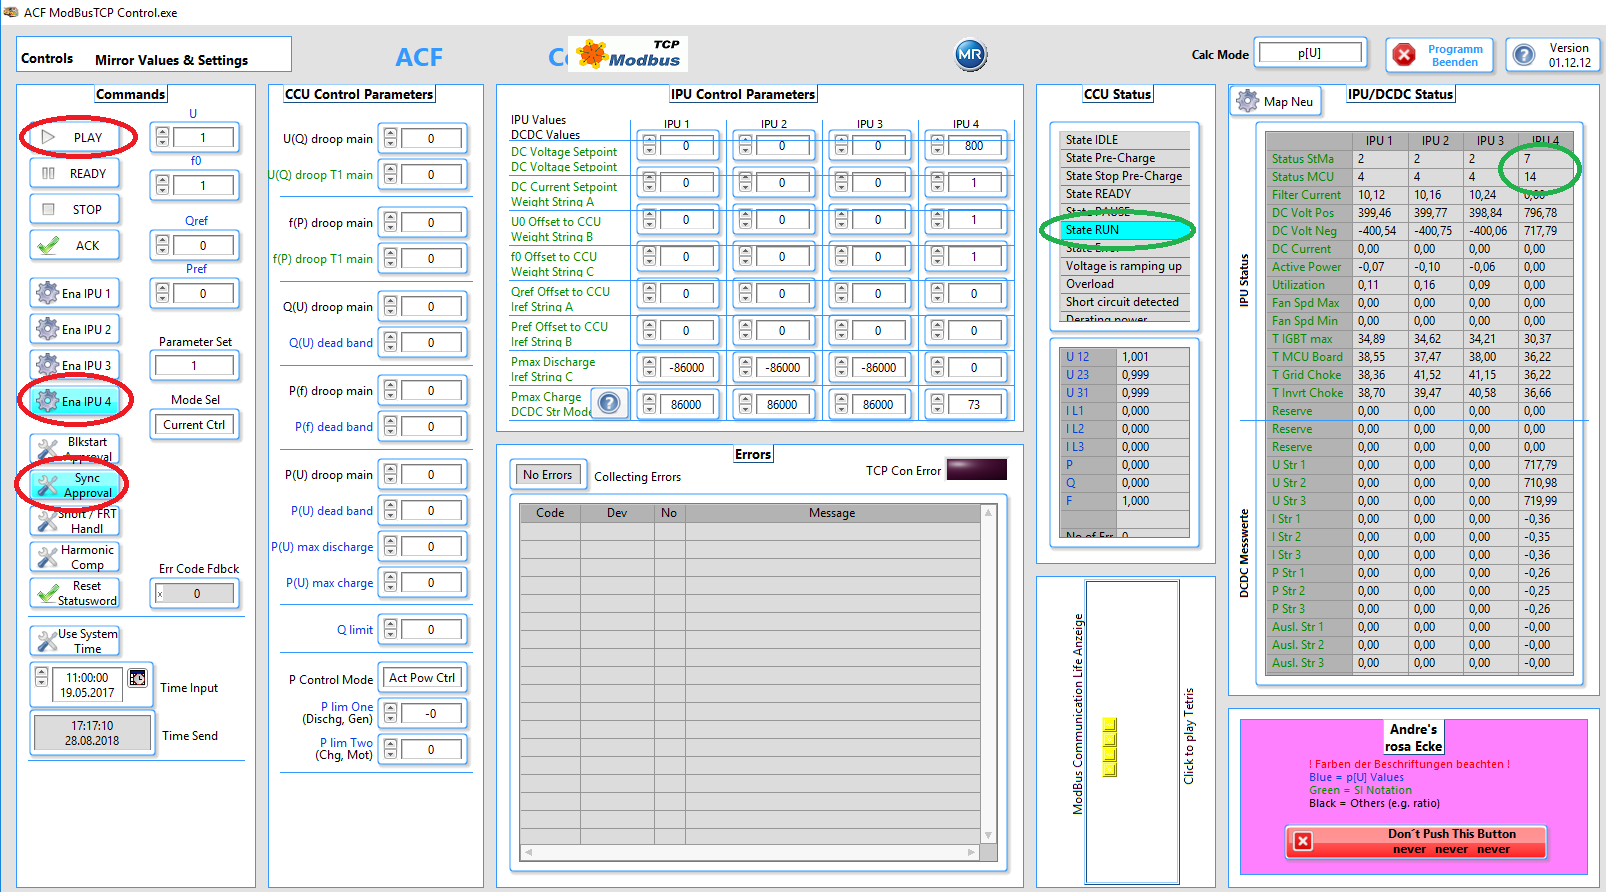 ACF ModBusTCP Control.exe
Controls Mirror Values & Settings
ACF
TCP
Modbus
MR
Calc Mode p[U]
Programm
Beenden
Version
01.12.12
Commands
PLAY
READY
STOP
ACK
U
1
f0
1
Qref
0
Pref
0
Ena IPU 1
Ena IPU 2
Ena IPU 3
Ena IPU 4
Parameter Set
1
Mode Sel
Current Ctrl
Blkstart
Approval
Sync
Approval
Short / FRT
Handl
Harmonic
Comp
Reset
Statusword
Err Code Fdbck
x 0
Use System
Time
11:00:00
19.05.2017
Time Input
17:17:10
28.08.2018
Time Send
CCU Control Parameters
U(Q) droop main 0
U(Q) droop T1 main 0
f(P) droop main 0
f(P) droop T1 main 0
Q(U) droop main 0
Q(U) dead band 0
P(f) droop main 0
P(f) dead band 0
P(U) droop main 0
P(U) dead band 0
P(U) max discharge 0
P(U) max charge 0
Q limit 0
P Control Mode Act Pow Ctrl
P lim One
(Dischg, Gen)
-0
P lim Two
(Chg, Mot)
0
IPU Control Parameters
IPU Values
DCDC Values
IPU 1 IPU 2 IPU 3 IPU 4
DC Voltage Setpoint
DC Voltage Setpoint
0 0 0 800
DC Current Setpoint
Weight String A
0 0 0 1
U0 Offset to CCU
Weight String B
0 0 0 1
f0 Offset to CCU
Weight String C
0 0 0 1
Qref Offset to CCU
Iref String A
0 0 0 0
Pref Offset to CCU
Iref String B
0 0 0 0
Pmax Discharge
Iref String C
-86000 -86000 -86000 0
Pmax Charge
DCDC Str Mode
86000 86000 86000 73
Errors
No Errors Collecting Errors
TCP Con Error
Code Dev No Message
CCU Status
State IDLE
State Pre-Charge
State Stop Pre-Charge
State READY
State PAUSE
State RUN
State Error
Voltage is ramping up
Overload
Short circuit detected
Derating power
U 12 1,001
U 23 0,999
U 31 0,999
I L1 0,000
I L2 0,000
I L3 0,000
P 0,000
Q 0,000
F 1,000
No of Err 0
ModBus Communication Life Anzeige
Click to play Tetris
Map Neu
IPU/DCDC Status
IPU Status
DCDC Messwerte
IPU 1 IPU 2 IPU 3 IPU 4
Status StMa 2 2 2 7
Status MCU 4 4 4 14
Filter Current 10,12 10,16 10,24 0,00
DC Volt Pos 399,46 399,77 398,84 796,78
DC Volt Neg -400,54 -400,75 -400,06 717,79
DC Current 0,00 0,00 0,00 0,00
Active Power -0,07 -0,10 -0,06 0,00
Utilization 0,11 0,16 0,09 0,00
Fan Spd Max 0,00 0,00 0,00 0,00
Fan Spd Min 0,00 0,00 0,00 0,00
T IGBT max 34,89 34,62 34,21 30,37
T MCU Board 38,55 37,47 38,00 36,22
T Grid Choke 38,36 41,52 41,15 36,22
T Invrt Choke 38,70 39,47 40,58 36,66
Reserve 0,00 0,00 0,00 0,00
Reserve 0,00 0,00 0,00 0,00
Reserve 0,00 0,00 0,00 0,00
U Str 1 0,00 0,00 0,00 717,79
U Str 2 0,00 0,00 0,00 710,98
U Str 3 0,00 0,00 0,00 719,99
I Str 1 0,00 0,00 0,00 -0,36
I Str 2 0,00 0,00 0,00 -0,35
I Str 3 0,00 0,00 0,00 -0,36
P Str 1 0,00 0,00 0,00 -0,26
P Str 2 0,00 0,00 0,00 -0,25
P Str 3 0,00 0,00 0,00 -0,26
Ausl. Str 1 0,00 0,00 0,00 -0,00
Ausl. Str 2 0,00 0,00 0,00 -0,00
Ausl. Str 3 0,00 0,00 0,00 -0,00
Andre's
rosa Ecke
! Farben der Beschriftungen beachten !
Blue = p[U] Values
Green = SI Notation
Black = Others (e.g. ratio)
Don´t Push This Button
never never never